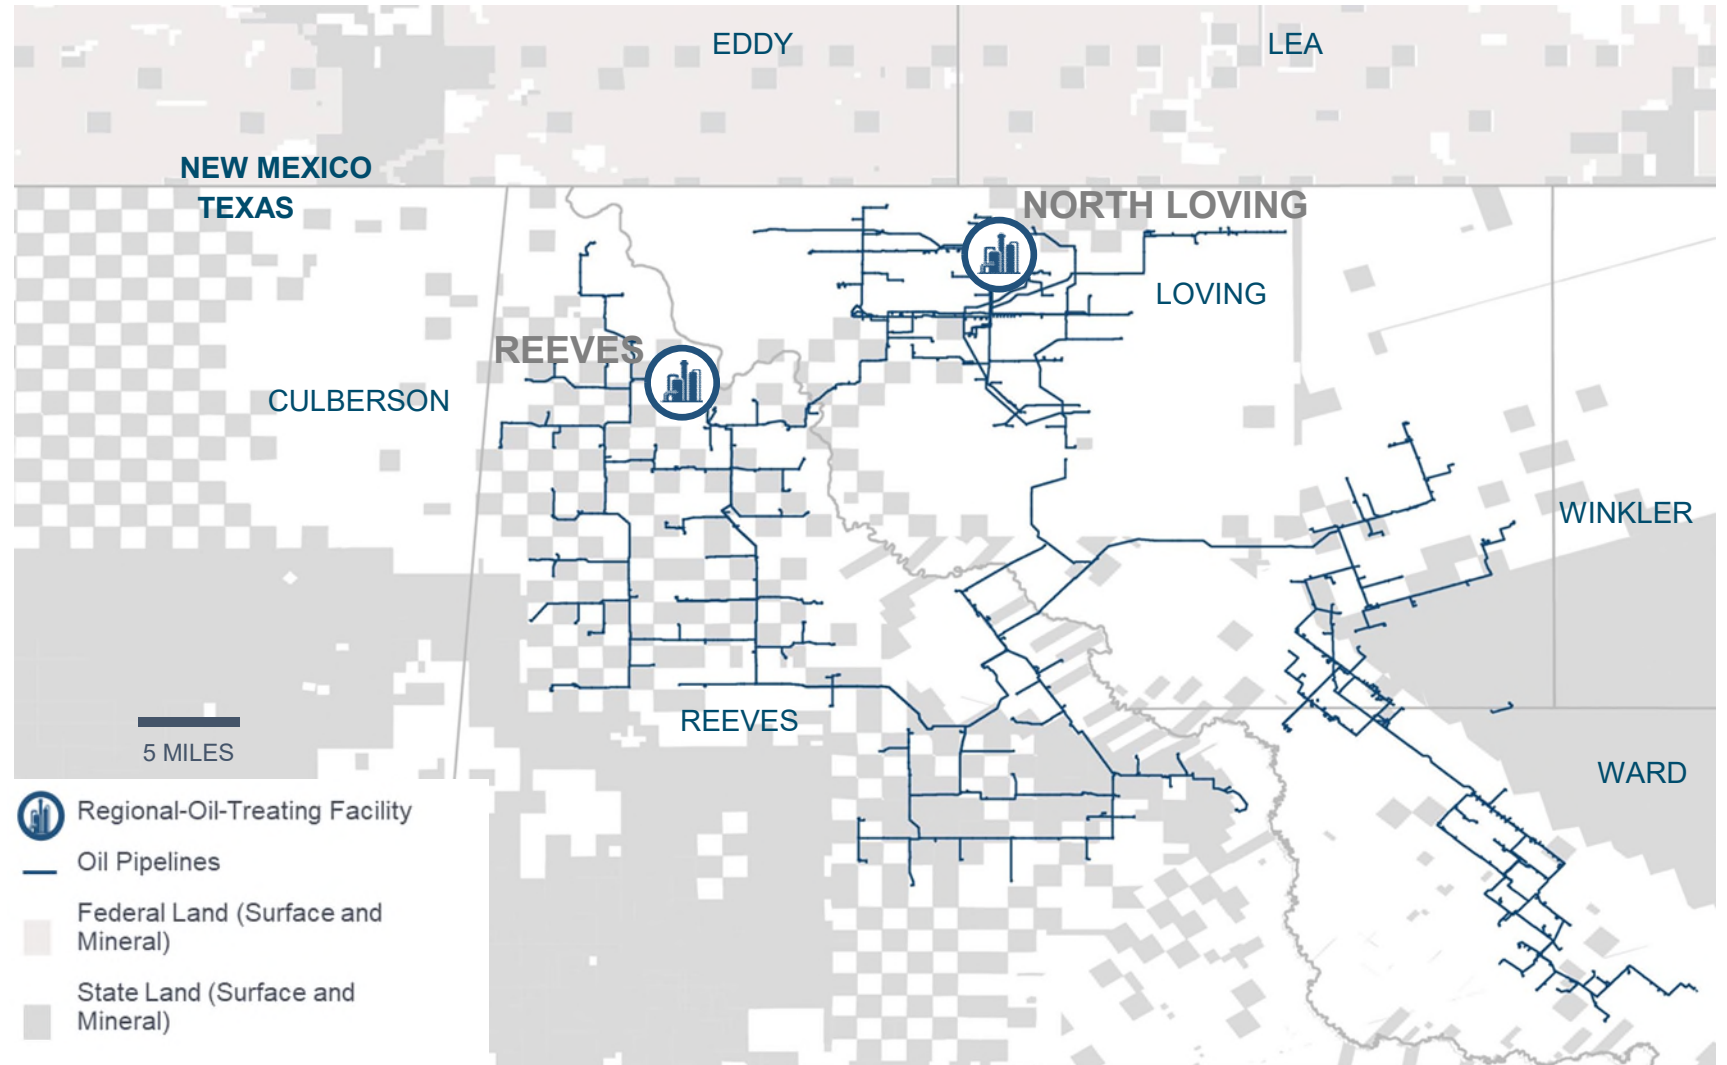 EDDY
LEA
NEW MEXICO
TEXAS
NORTH LOVING
LOVING
REEVES
CULBERSON
WINKLER
REEVES
5 MILES
WARD
Regional-Oil-Treating Facility
Oil Pipelines
Federal Land (Surface and
Mineral)
State Land (Surface and
Mineral)